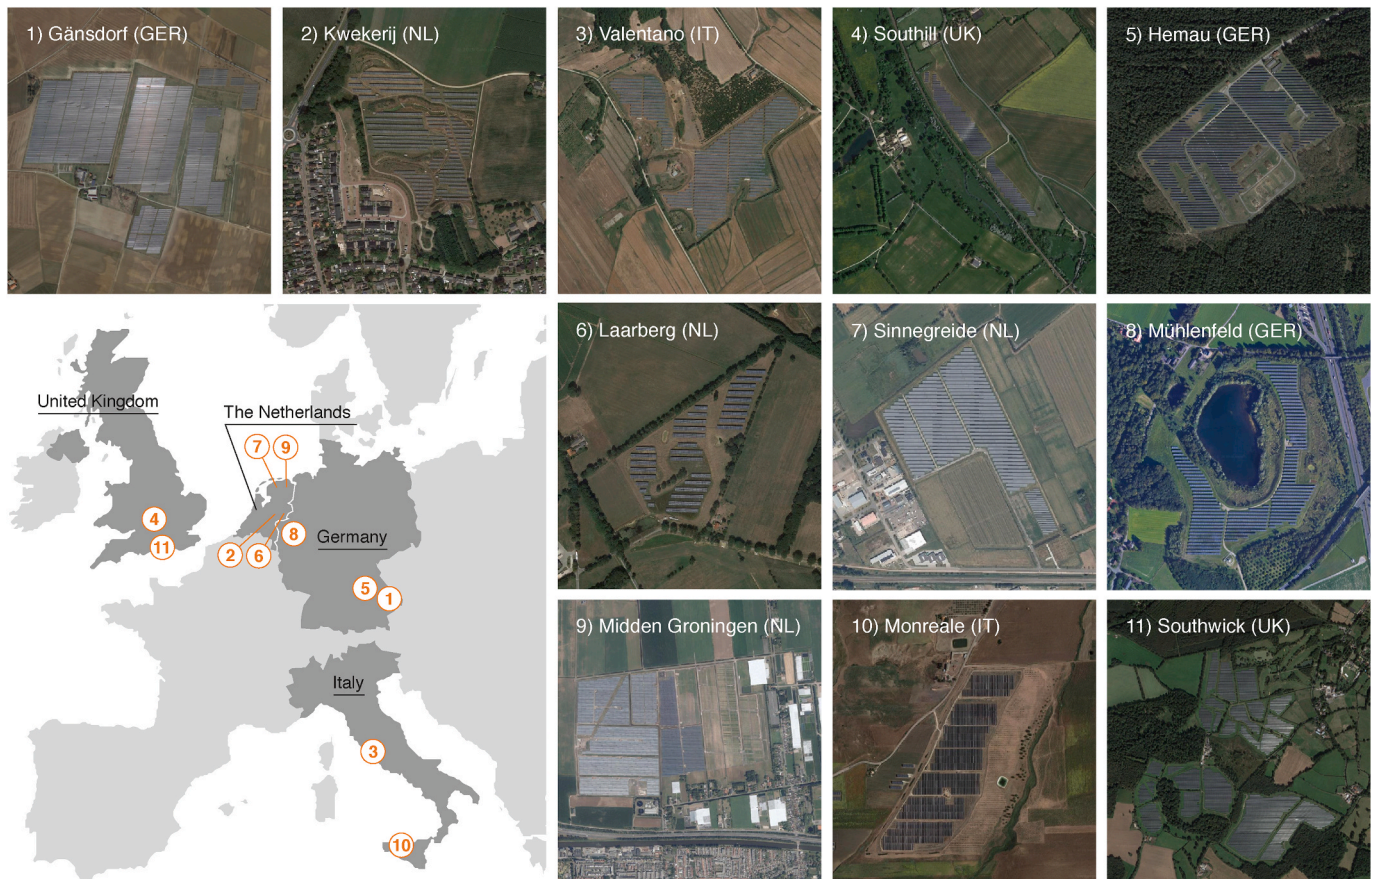 1) Gänsdorf (GER)
2) Kwekerij (NL)
3) Valentano (IT)
4) Southill (UK)
5) Hemau (GER)
6) Laarberg (NL)
7) Sinnegreide (NL)
8) Mühlenfeld (GER)
United Kingdom
The Netherlands
7
9
4
11
2
6
8
Germany
5
1
Italy
3
10
9) Midden Groningen (NL)
10) Monreale (IT)
11) Southwick (UK)